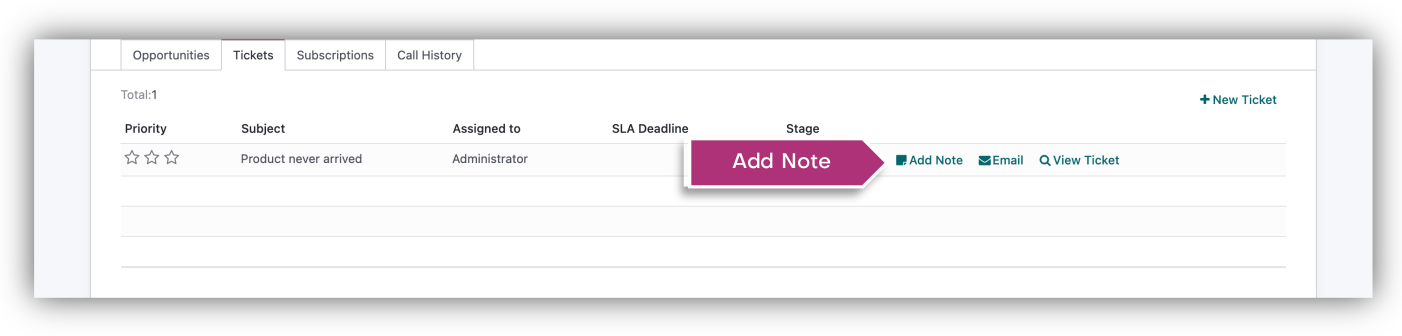 Opportunities Tickets Subscriptions Call History
Total:1
New Ticket
Priority Subject Assigned to SLA Deadline Stage
Product never arrived Administrator Add Note Add Note Email View Ticket